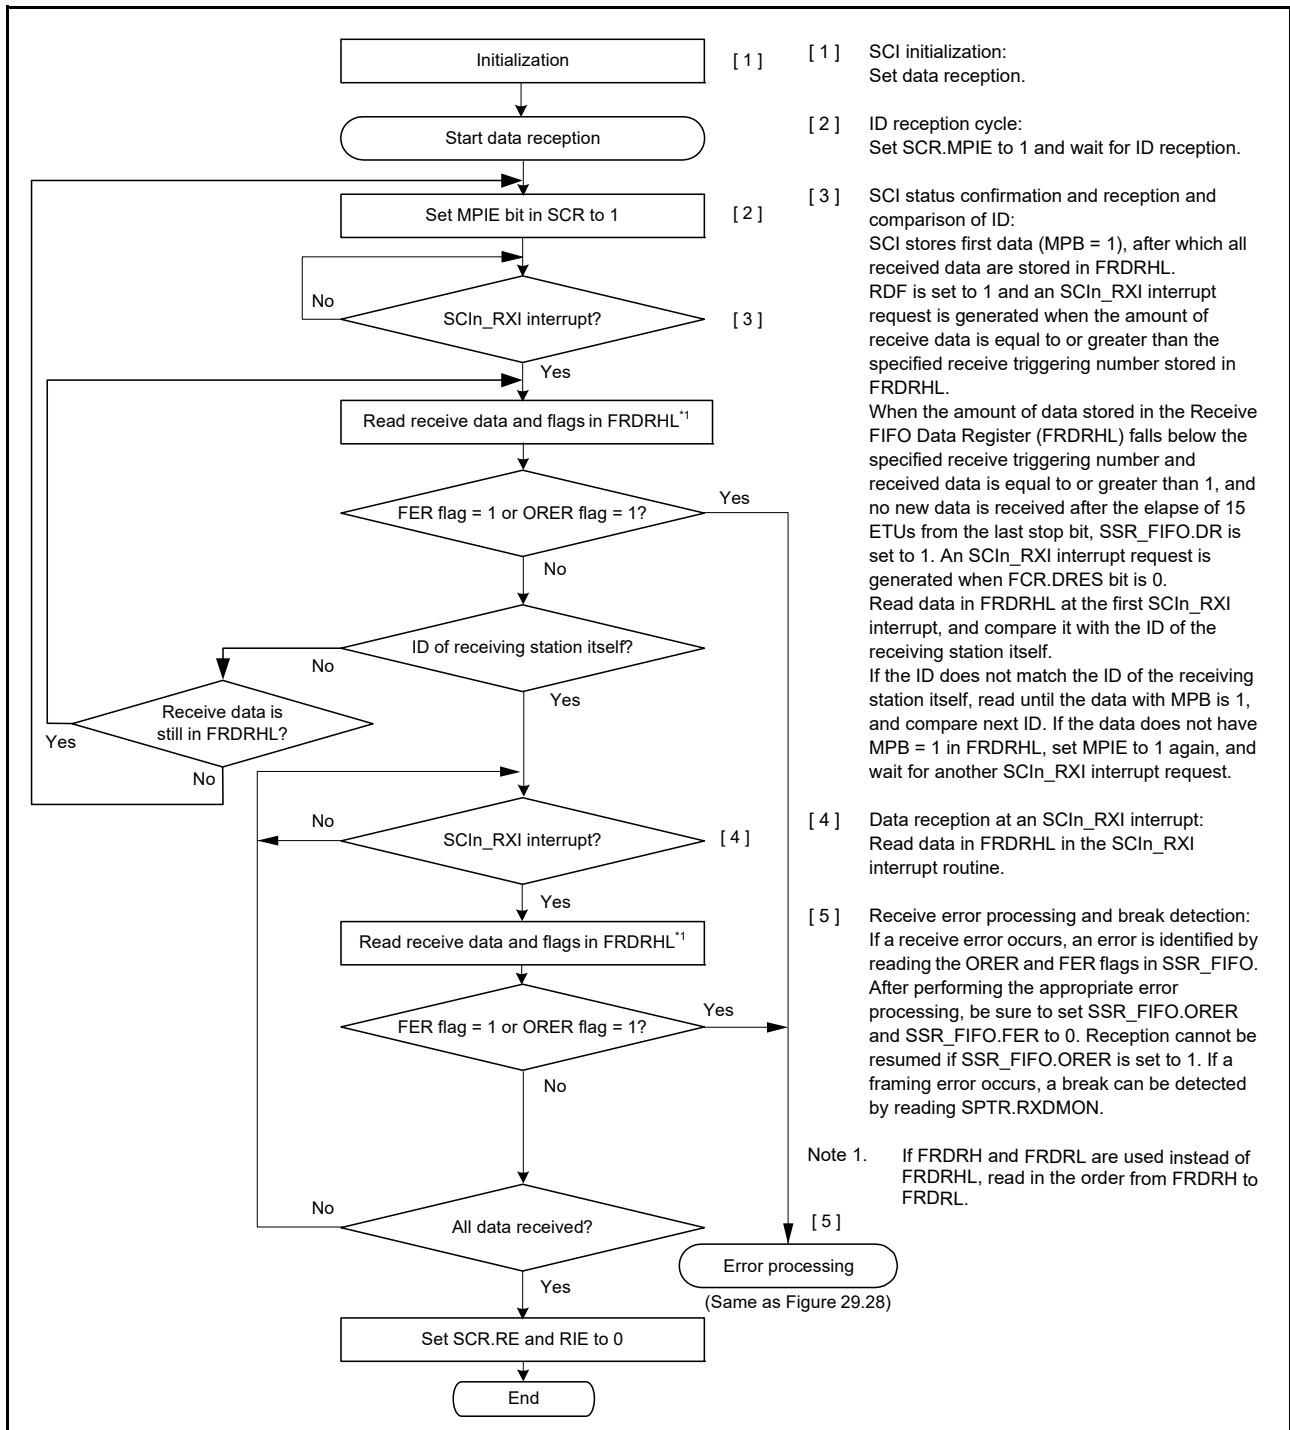 Initialization
[ 1 ]
Start data reception
Set MPIE bit in SCR to 1
[ 2 ]
No
SCIn_RXI interrupt?
[ 3 ]
Yes
Read receive data and flags in FRDRHL*1
FER flag = 1 or ORER flag = 1?
Yes
No
ID of receiving station itself?
No
Yes
Receive data is
still in FRDRHL?
Yes
No
No
SCIn_RXI interrupt?
[ 4 ]
Yes
Read receive data and flags in FRDRHL*1
FER flag = 1 or ORER flag = 1?
Yes
No
No
All data received?
Yes
[ 5 ]
Error processing
(Same as Figure 29.28)
Set SCR.RE and RIE to 0
End
[ 1 ] SCI initialization:
Set data reception.
[ 2 ] ID reception cycle:
Set SCR.MPIE to 1 and wait for ID reception.
[ 3 ] SCI status confirmation and reception and
comparison of ID:
SCI stores first data (MPB = 1), after which all
received data are stored in FRDRHL.
RDF is set to 1 and an SCIn_RXI interrupt
request is generated when the amount of
receive data is equal to or greater than the
specified receive triggering number stored in
FRDRHL.
When the amount of data stored in the Receive
FIFO Data Register (FRDRHL) falls below the
specified receive triggering number and
received data is equal to or greater than 1, and
no new data is received after the elapse of 15
ETUs from the last stop bit, SSR_FIFO.DR is
set to 1. An SCIn_RXI interrupt request is
generated when FCR.DRES bit is 0.
Read data in FRDRHL at the first SCIn_RXI
interrupt, and compare it with the ID of the
receiving station itself.
If the ID does not match the ID of the receiving
station itself, read until the data with MPB is 1,
and compare next ID. If the data does not have
MPB = 1 in FRDRHL, set MPIE to 1 again, and
wait for another SCIn_RXI interrupt request.
[ 4 ] Data reception at an SCIn_RXI interrupt:
Read data in FRDRHL in the SCIn_RXI
interrupt routine.
[ 5 ] Receive error processing and break detection:
If a receive error occurs, an error is identified by
reading the ORER and FER flags in SSR_FIFO.
After performing the appropriate error
processing, be sure to set SSR_FIFO.ORER
and SSR_FIFO.FER to 0. Reception cannot be
resumed if SSR_FIFO.ORER is set to 1. If a
framing error occurs, a break can be detected
by reading SPTR.RXDMON.
Note 1. If FRDRH and FRDRL are used instead of
FRDRHL, read in the order from FRDRH to
FRDRL.